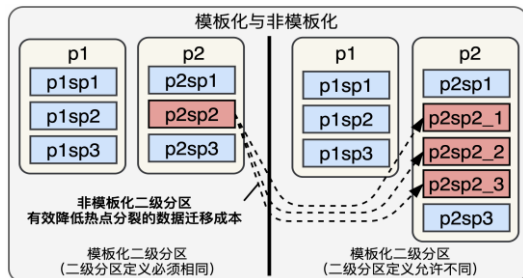 模板化与非模板化
p1
p1sp1
p1sp2
p1sp3
p2
p2sp1
p2sp2
p2sp3
p1
p1sp1
p1sp2
p1sp3
p2
p2sp1
p2sp2_1
p2sp2_2
p2sp2_3
p2sp3
非模板化二级分区
有效降低热点分裂的数据迁移成本
模板化二级分区
(二级分区定义必须相同)
模板化二级分区
(二级分区定义允许不同)